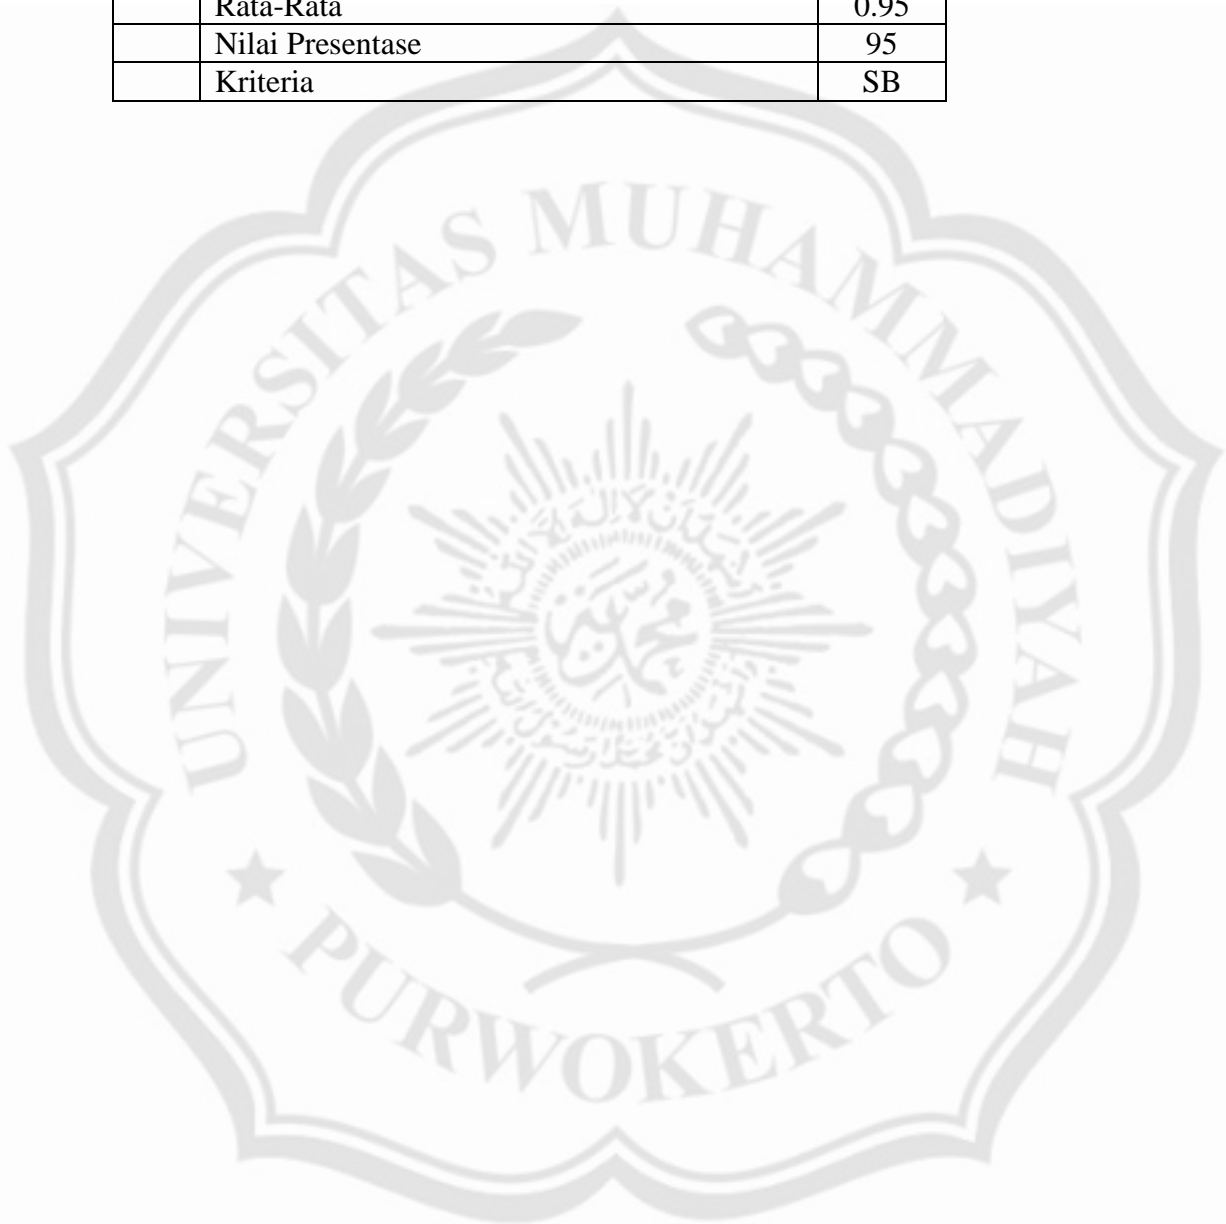 Rata-Rata 0.95
Nilai Presentase 95
Kriteria SB
UNIVERSITAS MUHAMMADIYAH
PURWOKERTO